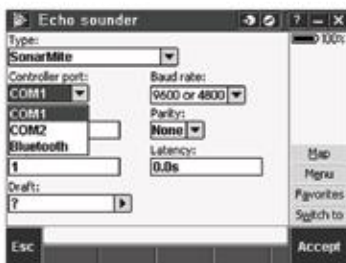 Echo sounder
? – X
Type:
100%
SonarMite
Controller port:
Baud rate:
COM1
9600 or 4800
COM1
Parity:
COM2
None
Bluetooth
Latency:
1
0.0s
Draft:
?
Map
Menu
Favorites
Switch to
Esc
Accept